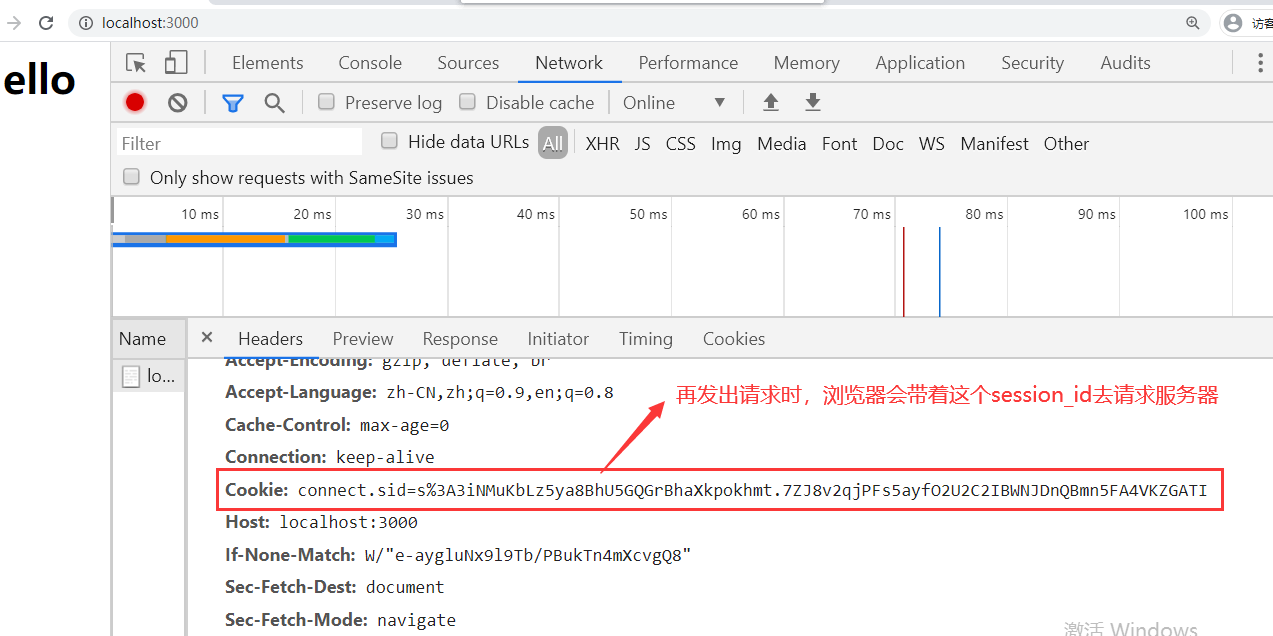 localhost:3000
访客
ello
Elements Console Sources Network Performance Memory Application Security Audits
Preserve log Disable cache Online
Filter Hide data URLs All XHR JS CSS Img Media Font Doc WS Manifest Other
Only show requests with SameSite issues
10 ms 20 ms 30 ms 40 ms 50 ms 60 ms 70 ms 80 ms 90 ms 100 ms
Name × Headers Preview Response Initiator Timing Cookies
lo...
Accept-Encoding: gzip, deflate, br
Accept-Language: zh-CN,zh;q=0.9,en;q=0.8
再发出请求时，浏览器会带着这个session_id去请求服务器
Cache-Control: max-age=0
Connection: keep-alive
Cookie: connect.sid=s%3A3iNMuKbLz5ya8BhU5GQGrBhaXkpokhmt.7ZJ8v2qjPFs5ayfO2U2C2IBWNJDnQBmn5FA4VKZGATI
Host: localhost:3000
If-None-Match: W/"e-aygluNx9l9Tb/PBukTn4mXcvgQ8"
Sec-Fetch-Dest: document
Sec-Fetch-Mode: navigate
激活 Windows